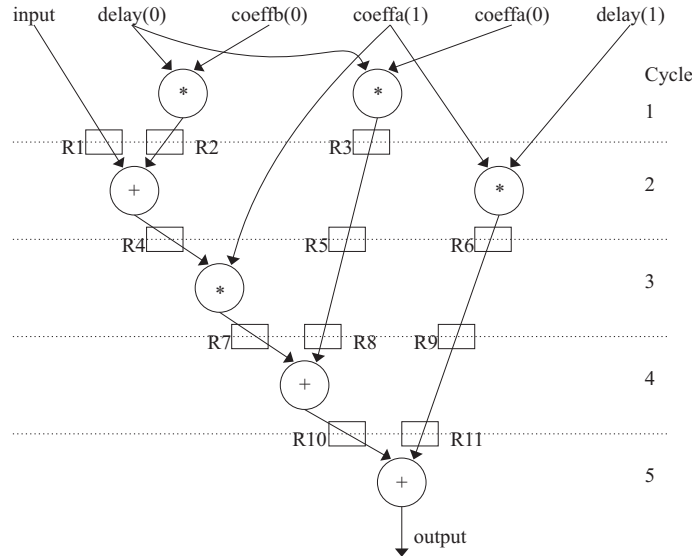 input delay(0) coeffb(0) coeffa(1) coeffa(0) delay(1)
Cycle
* *
1
R1 R2 R3
+ * 2
R4 R5 R6
* 3
R7 R8 R9
+ 4
R10 R11
+ 5
output